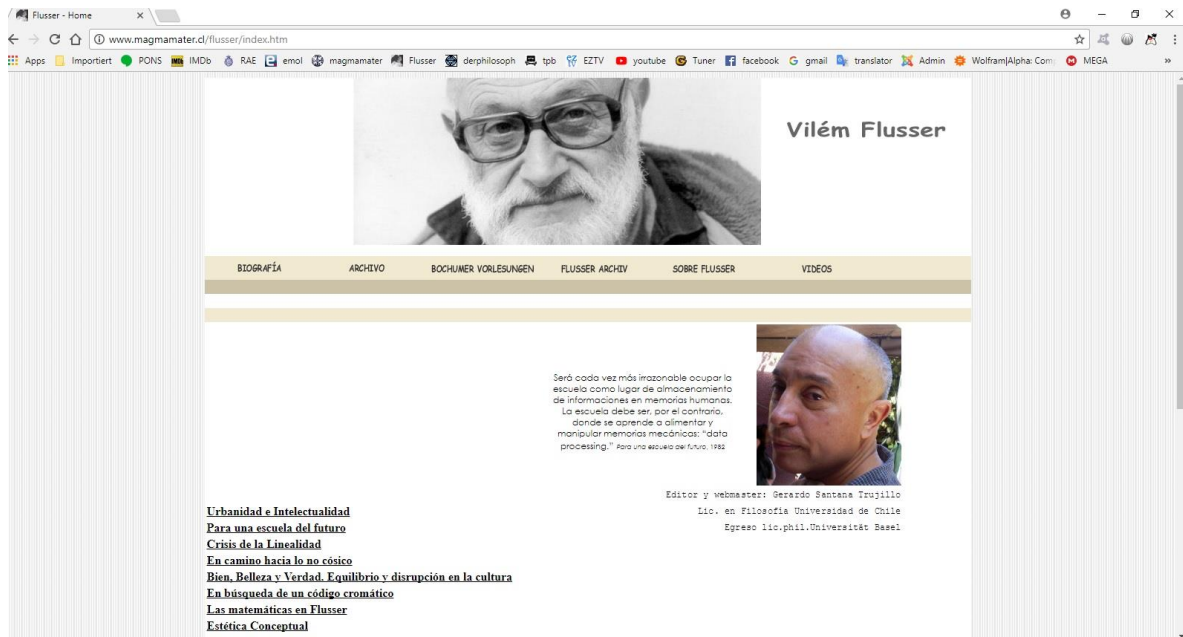 Flusser - Home
www.magmamater.cl/flusser/index.htm
Apps Importiert PONS IMDb RAE emol magmamater Flusser derphilosoph tpb EZTV youtube Tuner facebook gmail translator Admin Wolfram|Alpha: Com MEGA »
Vilém Flusser
BIOGRAFÍA ARCHIVO BOCHUMER VORLESUNGEN FLUSSER ARCHIV SOBRE FLUSSER VIDEOS
Será cada vez más irrazonable ocupar la
escuela como lugar de almacenamiento
de informaciones en memorias humanas.
La escuela debe ser, por el contrario,
donde se aprende a alimentar y
manipular memorias mecánicas: “data
processing.” Para una escuela del futuro, 1982
Editor y webmaster: Gerardo Santana Trujillo
Lic. en Filosofía Universidad de Chile
Egreso lic.phil.Universität Basel
Urbanidad e Intelectualidad
Para una escuela del futuro
Crisis de la Linealidad
En camino hacia lo no cósico
Bien, Belleza y Verdad. Equilibrio y disrupción en la cultura
En búsqueda de un código cromático
Las matemáticas en Flusser
Estética Conceptual